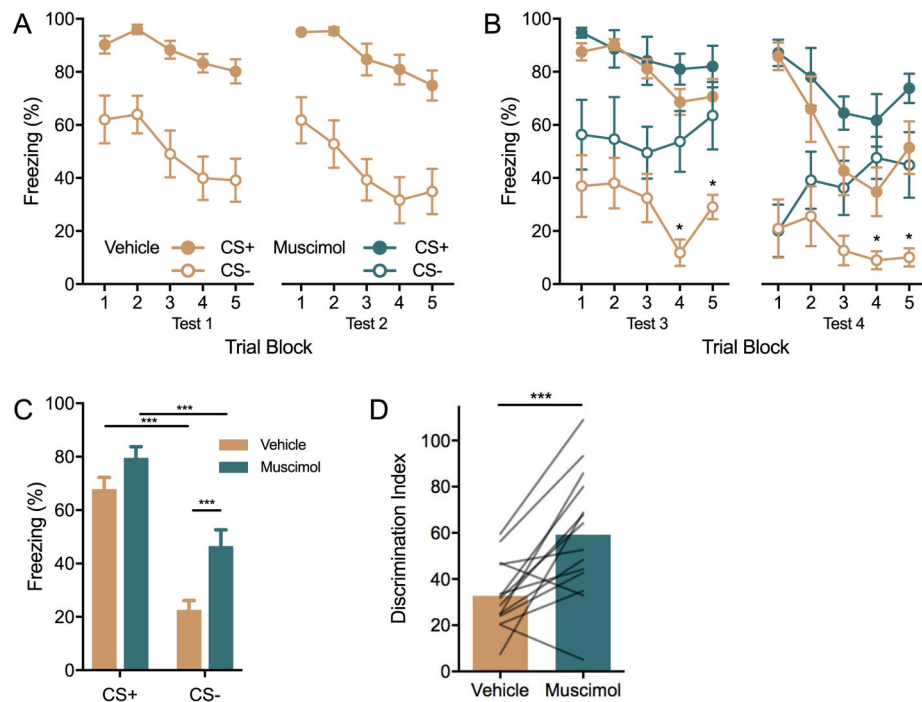 A
Freezing (%)
100
80
60
40
20
0
Vehicle CS+ CS-
Muscimol CS+ CS-
1 2 3 4 5
Test 1
1 2 3 4 5
Test 2
Trial Block
B
Freezing (%)
100
80
60
40
20
0
* *
* *
1 2 3 4 5
Test 3
1 2 3 4 5
Test 4
Trial Block
C
Freezing (%)
100
80
60
40
20
0
***
***
***
Vehicle
Muscimol
CS+ CS-
D
Discrimination Index
100
80
60
40
20
0
***
Vehicle Muscimol